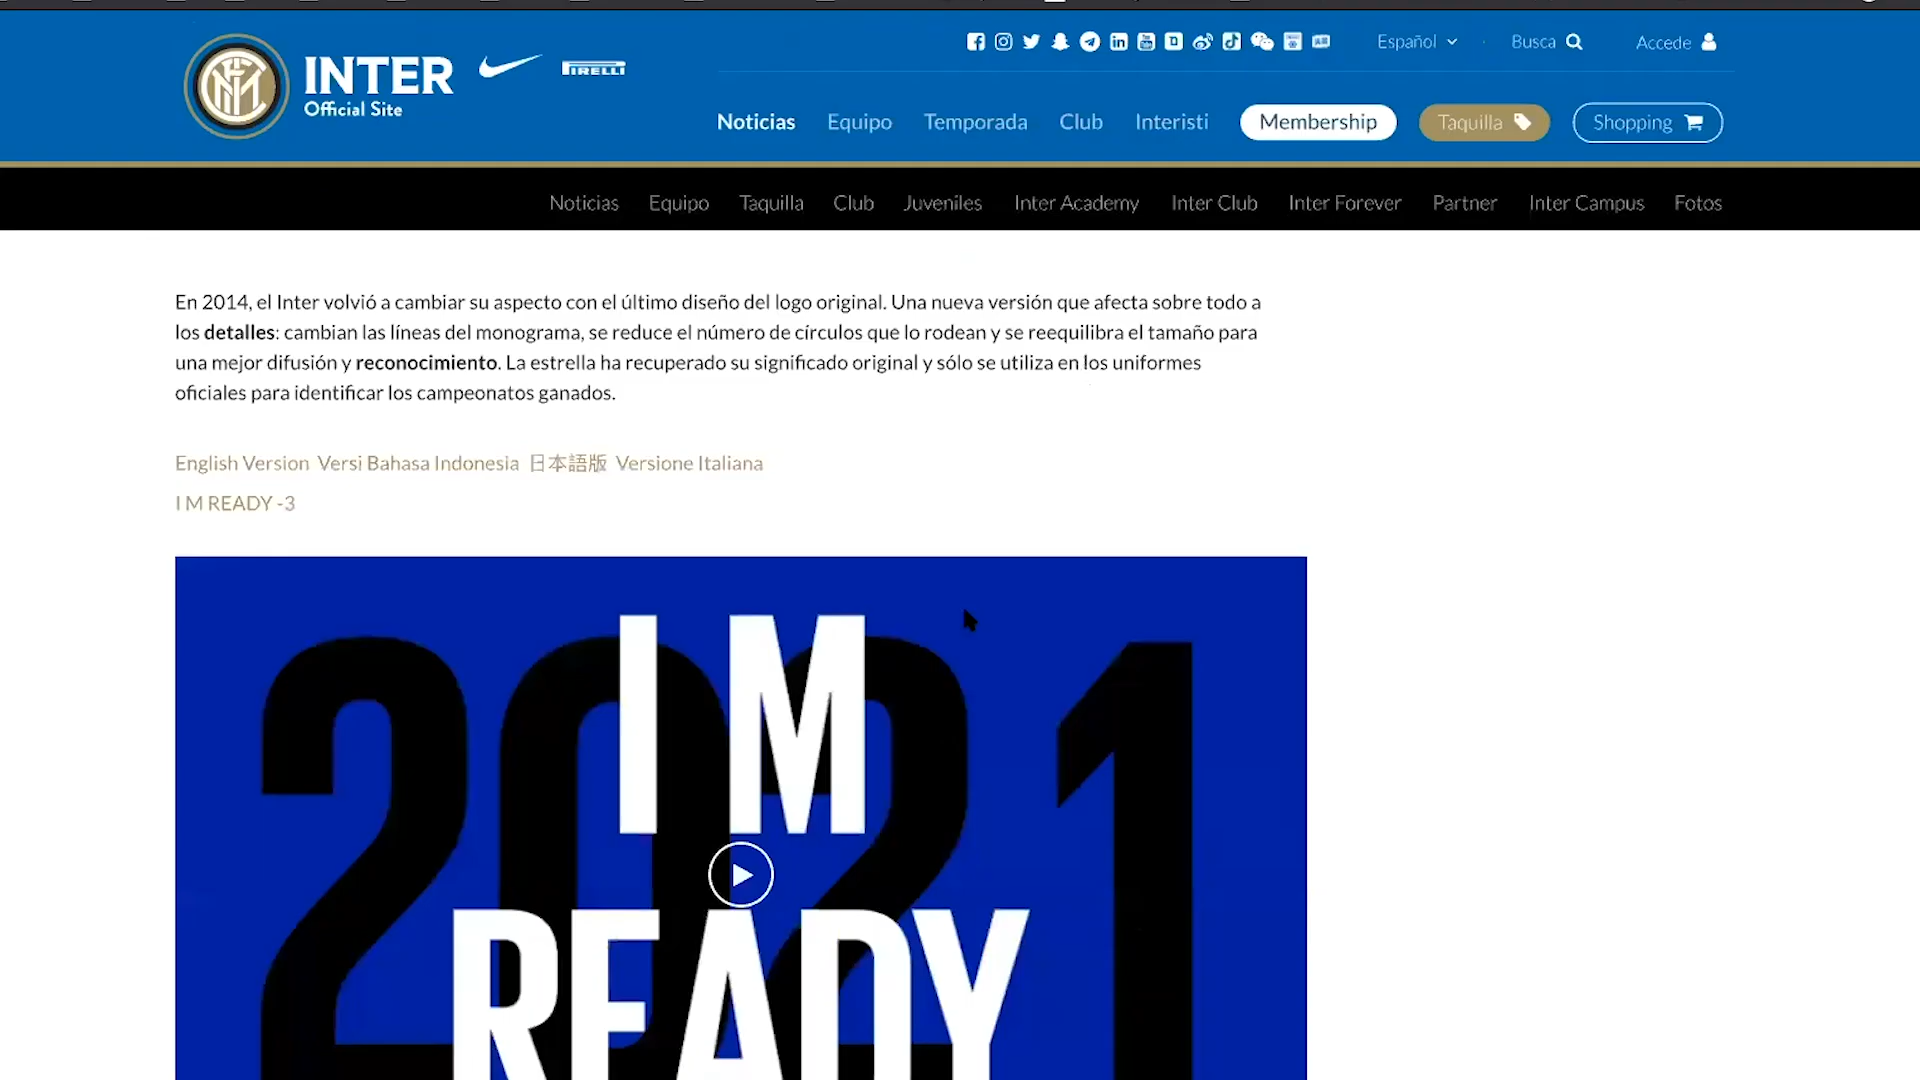 INTER
Official Site
PIRELLI
Español
Busca
Accede
Noticias Equipo Temporada Club Interisti Membership Taquilla Shopping
Noticias Equipo Taquilla Club Juveniles Inter Academy Inter Club Inter Forever Partner Inter Campus Fotos
En 2014, el Inter volvió a cambiar su aspecto con el último diseño del logo original. Una nueva versión que afecta sobre todo a
los detalles: cambian las líneas del monograma, se reduce el número de círculos que lo rodean y se reequilibra el tamaño para
una mejor difusión y reconocimiento. La estrella ha recuperado su significado original y sólo se utiliza en los uniformes
oficiales para identificar los campeonatos ganados.
English Version Versi Bahasa Indonesia 日本語版 Versione Italiana
I M READY -3
2021
I M
READY